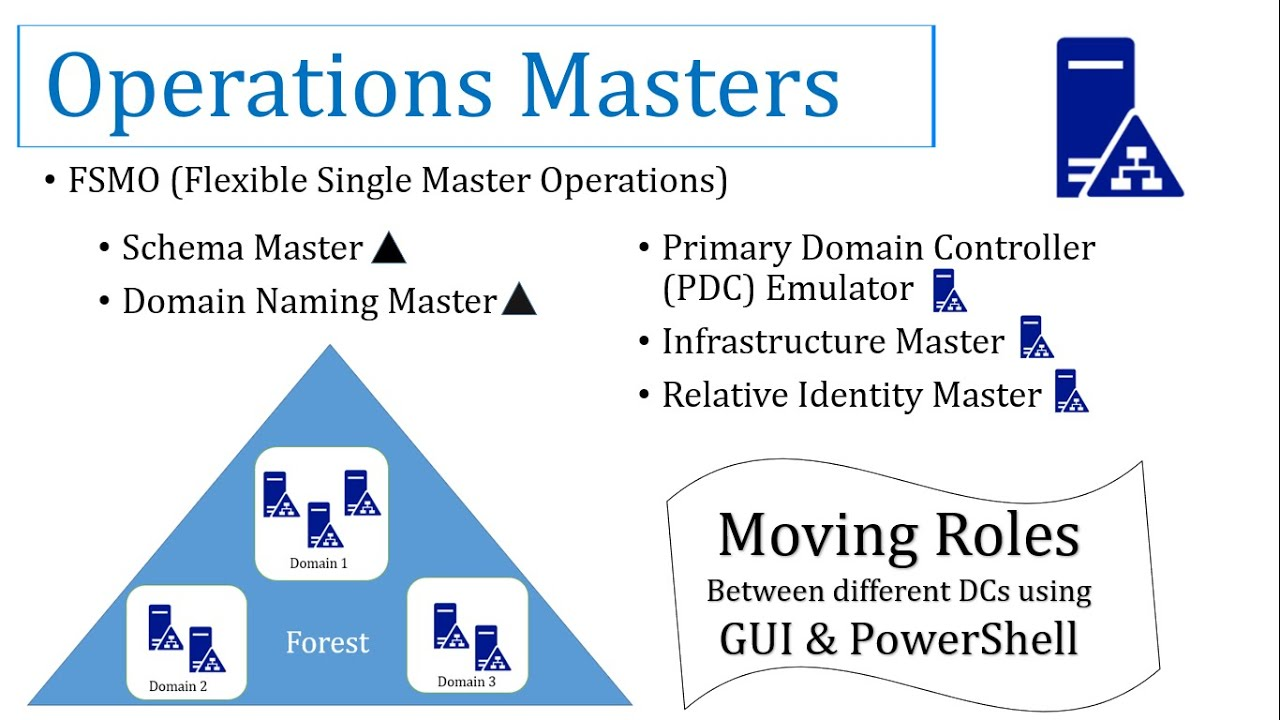 Operations Masters
• FSMO (Flexible Single Master Operations)
• Schema Master
• Domain Naming Master
• Primary Domain Controller
(PDC) Emulator
• Infrastructure Master
• Relative Identity Master
Domain 1
Domain 2
Forest
Domain 3
Moving Roles
Between different DCs using
GUI & PowerShell